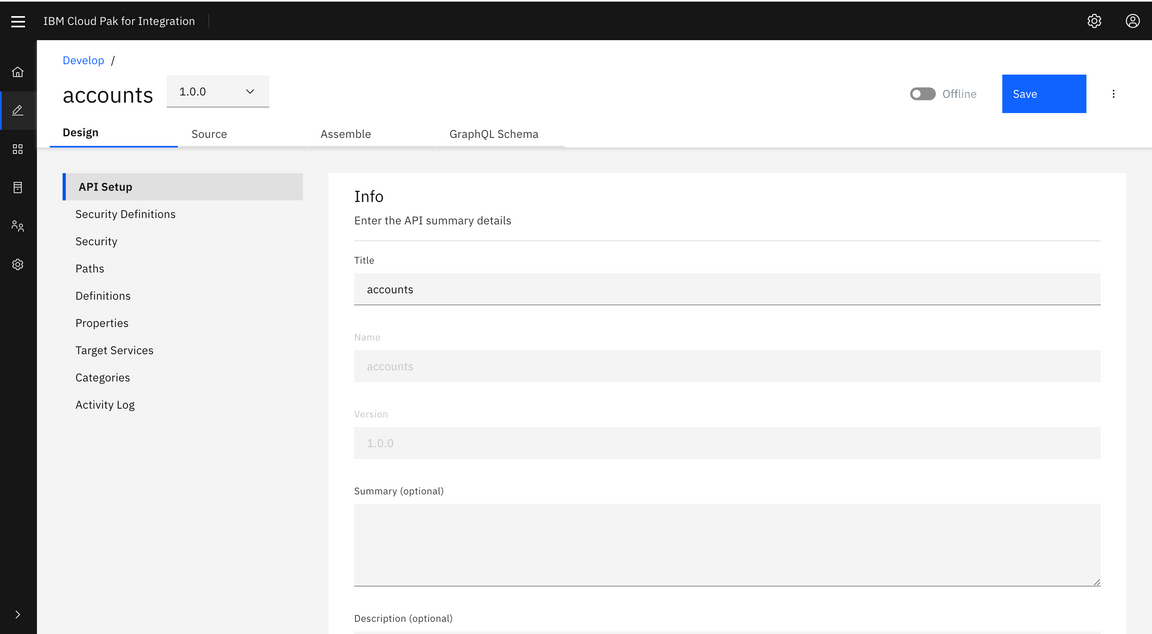 IBM Cloud Pak for Integration
Develop /
accounts 1.0.0
Offline
Save
Design Source Assemble GraphQL Schema
API Setup
Security Definitions
Security
Paths
Definitions
Properties
Target Services
Categories
Activity Log
Info
Enter the API summary details
Title
accounts
Name
accounts
Version
1.0.0
Summary (optional)
Description (optional)